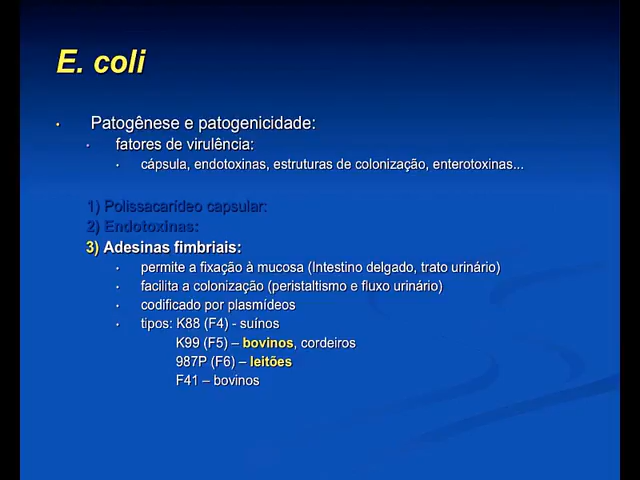 E. coli
• Patogênese e patogenicidade:
• fatores de virulência:
• cápsula, endotoxinas, estruturas de colonização, enterotoxinas...
1) Polissacarídeo capsular:
2) Endotoxinas:
3) Adesinas fimbriais:
• permite a fixação à mucosa (Intestino delgado, trato urinário)
• facilita a colonização (peristaltismo e fluxo urinário)
• codificado por plasmídeos
• tipos: K88 (F4) - suínos
K99 (F5) – bovinos, cordeiros
987P (F6) – leitões
F41 – bovinos